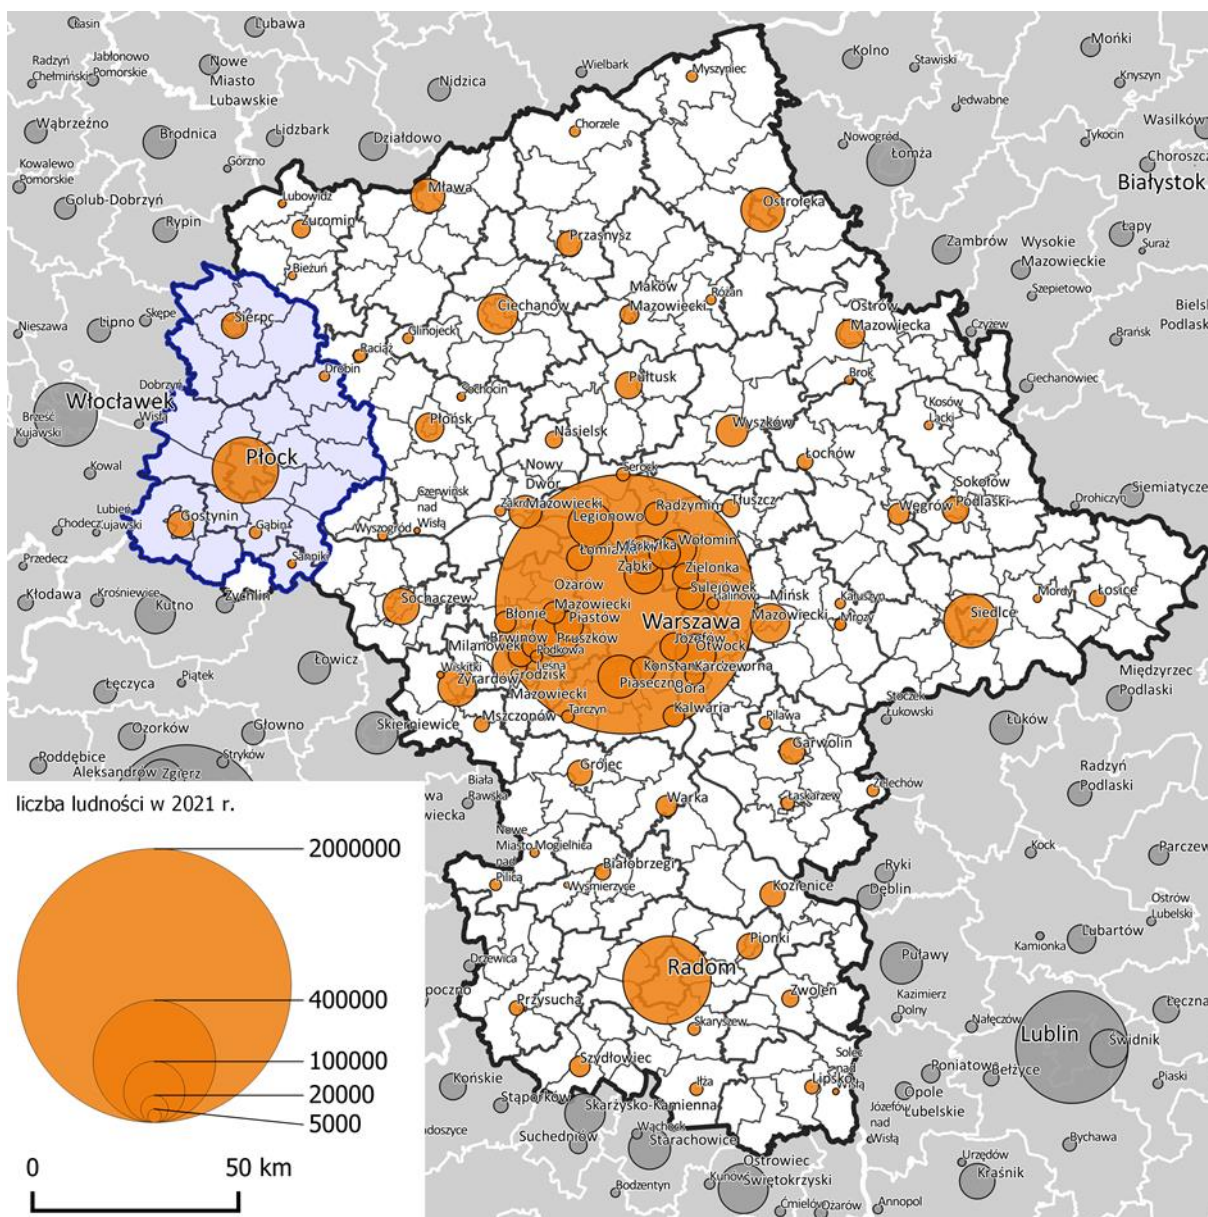 Łasin
Lubawa
Radzyń
Chełmiński
Jabłonowo
Pomorskie
Nowe
Miasto
Lubawskie
Nidzica
Wielbark
Myszyniec
Kolno
Stawiski
Mońki
Knyszyn
Jedwabne
Wąbrzeźno
Brodnica
Lidzbark
Działdowo
Chorzele
Nowogród
Łomża
Tykocin
Wasilków
Choroszcz
Białystok
Kowalewo
Pomorskie
Górzno
Golub-Dobrzyń
Rypin
Lubowidz
Żuromin
Mława
Przasnysz
Ostrołęka
Zambrów
Łapy
Suraż
Wysokie
Mazowieckie
Szepietowo
Bieżuń
Ciechanów
Maków
Mazowiecki
Różan
Ostrów
Mazowiecka
Czyżew
Bielsk
Podlaski
Brańsk
Nieszawa
Lipno
Skępe
Sierpc
Glinojeck
Raciąż
Drobin
Sochocin
Pułtusk
Brok
Ciechanowiec
Włocławek
Dobrzyń
Wisłą
Brześć
Kujawski
Płońsk
Nasielsk
Wyszków
Kosów
Lacki
Łochów
Kowal
Płock
Nowy
Dwór
Mazowiecki
Serock
Sokołów
Podlaski
Siemiatycze
Drohiczyn
Lubień
Kujawski
Chodecz
Gostynin
Gąbin
Czerwińsk
nad
Wisłą
Wyszogród
Zakro
Legionowo
Radzymin
Tłuszcz
Węgrów
Przedecz
Sanniki
Łomianki
Marki
Wołomin
Ząbki
Zielonka
Sulejówek
Halinów
Kłodawa
Krośniewice
Kutno
Żychlin
Sochaczew
Ożarów
Mazowiecki
Błonie
Piastów
Warszawa
Mińsk
Mazowiecki
Kałuszyn
Mrozy
Siedlce
Mordy
Łosice
Brwinów
Pruszków
Milanówek
Podkowa
Leśna
Józefów
Otwock
Wiskitki
Żyrardów
Grodzisk
Mazowiecki
Piaseczno
Konstancin
Karczew
Góra
Kalwaria
Łęczyca
Piątek
Łowicz
Międzyrzec
Podlaski
Ozorków
Głowno
Skierniewice
Mszczonów
Tarczyn
Pilawa
Stoczek
Łukowski
Łuków
Poddębice
Aleksandrów
Zgierz
Stryków
Grójec
Garwolin
Radzyń
Podlaski
Biała
Rawska
Warka
Łaskarzew
Żelechów
liczba ludności w 2021 r.
2000000
400000
100000
20000
5000
0
50 km
Nowe
Miasto
nad
Pilicą
Mogielnica
Białobrzegi
Wyśmierzyce
Kozienice
Ryki
Dęblin
Kock
Parczew
Ostrów
Lubelski
Kamionka
Lubartów
Drzewica
Radom
Pionki
Puławy
Przysucha
Zwoleń
Kazimierz
Dolny
Nałęczów
Lublin
Świdnik
Łęczna
Skaryszew
Szydłowiec
Iłża
Solec
nad
Wisłą
Lipsko
Poniatowa
Opole
Lubelskie
Bełżyce
Piaski
Końskie
Stąporków
Skarżysko-Kamienna
Suchedniów
Wąchock
Starachowice
Józefów
nad
Wisłą
Bychawa
Urzędów
Kraśnik
Bodzentyn
Kunów
Ostrowiec
Świętokrzyski
Ćmielów
Ożarów
Annopol